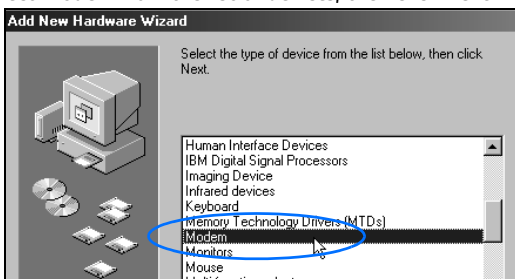 Add New Hardware Wizard
Select the type of device from the list below, then click
Next.
Human Interface Devices
IBM Digital Signal Processors
Imaging Device
Infrared devices
Keyboard
Memory Technology Drivers (MTDs)
Modem
Monitors
Mouse